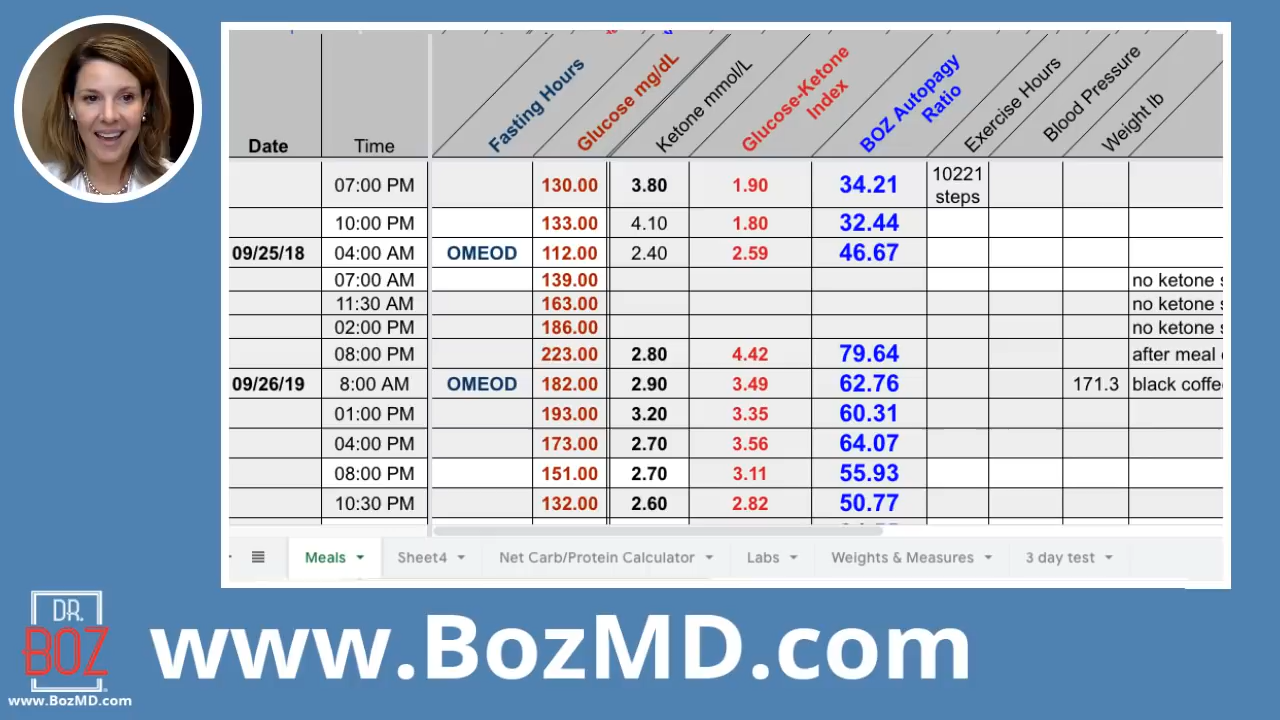 Date Time Fasting Hours Glucose mg/dL Ketone mmol/L Glucose-Ketone Index BOZ Autopagy Ratio Exercise Hours Blood Pressure Weight lb
07:00 PM 130.00 3.80 1.90 34.21 10221 steps
10:00 PM 133.00 4.10 1.80 32.44
09/25/18 04:00 AM OMEOD 112.00 2.40 2.59 46.67
07:00 AM 139.00 no ketone s
11:30 AM 163.00 no ketone s
02:00 PM 186.00 no ketone s
08:00 PM 223.00 2.80 4.42 79.64 after meal
09/26/19 8:00 AM OMEOD 182.00 2.90 3.49 62.76 171.3 black coffe
01:00 PM 193.00 3.20 3.35 60.31
04:00 PM 173.00 2.70 3.56 64.07
08:00 PM 151.00 2.70 3.11 55.93
10:30 PM 132.00 2.60 2.82 50.77
Meals Sheet4 Net Carb/Protein Calculator Labs Weights & Measures 3 day test
DR.
BOZ
www.BozMD.com
www.BozMD.com